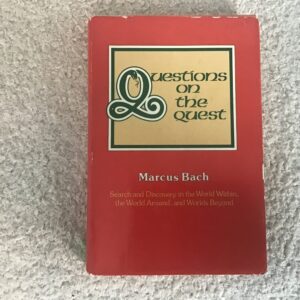 Questions
on
the
Quest
Marcus Bach
Search and Discovery in the World Within,
the World Around, and Worlds Beyond